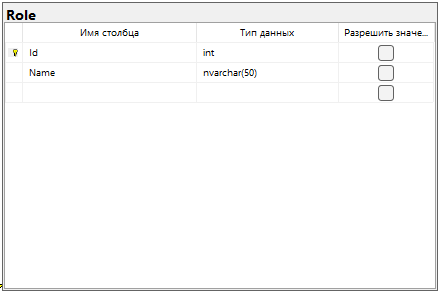 Role
Имя столбца Тип данных Разрешить значе...
Id int
Name nvarchar(50)